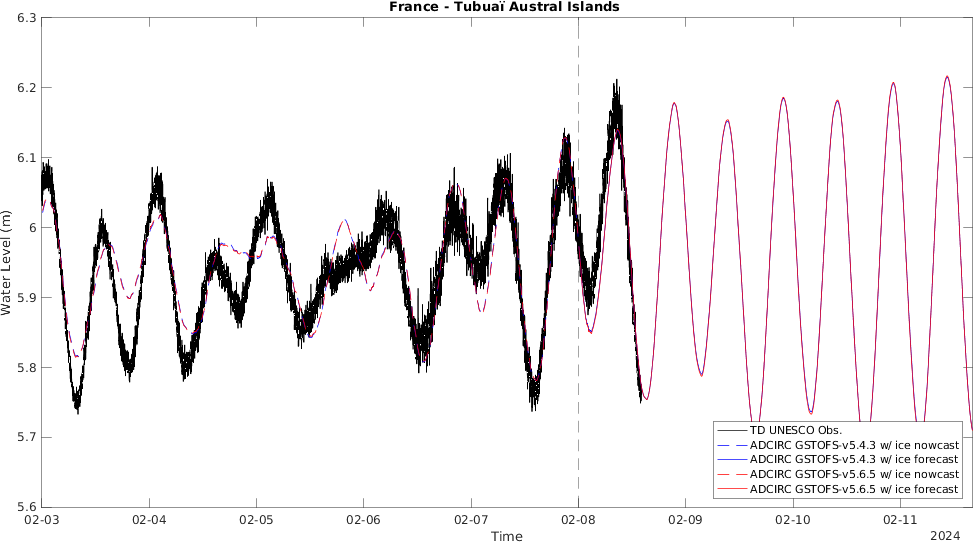 France - Tubuaï Austral Islands
6.3
6.2
6.1
6
5.9
5.8
5.7
5.6
Water Level (m)
TD UNESCO Obs.
ADCIRC GSTOFS-v5.4.3 w/ ice nowcast
ADCIRC GSTOFS-v5.4.3 w/ ice forecast
ADCIRC GSTOFS-v5.6.5 w/ ice nowcast
ADCIRC GSTOFS-v5.6.5 w/ ice forecast
02-03 02-04 02-05 02-06 02-07 02-08 02-09 02-10 02-11
Time
2024